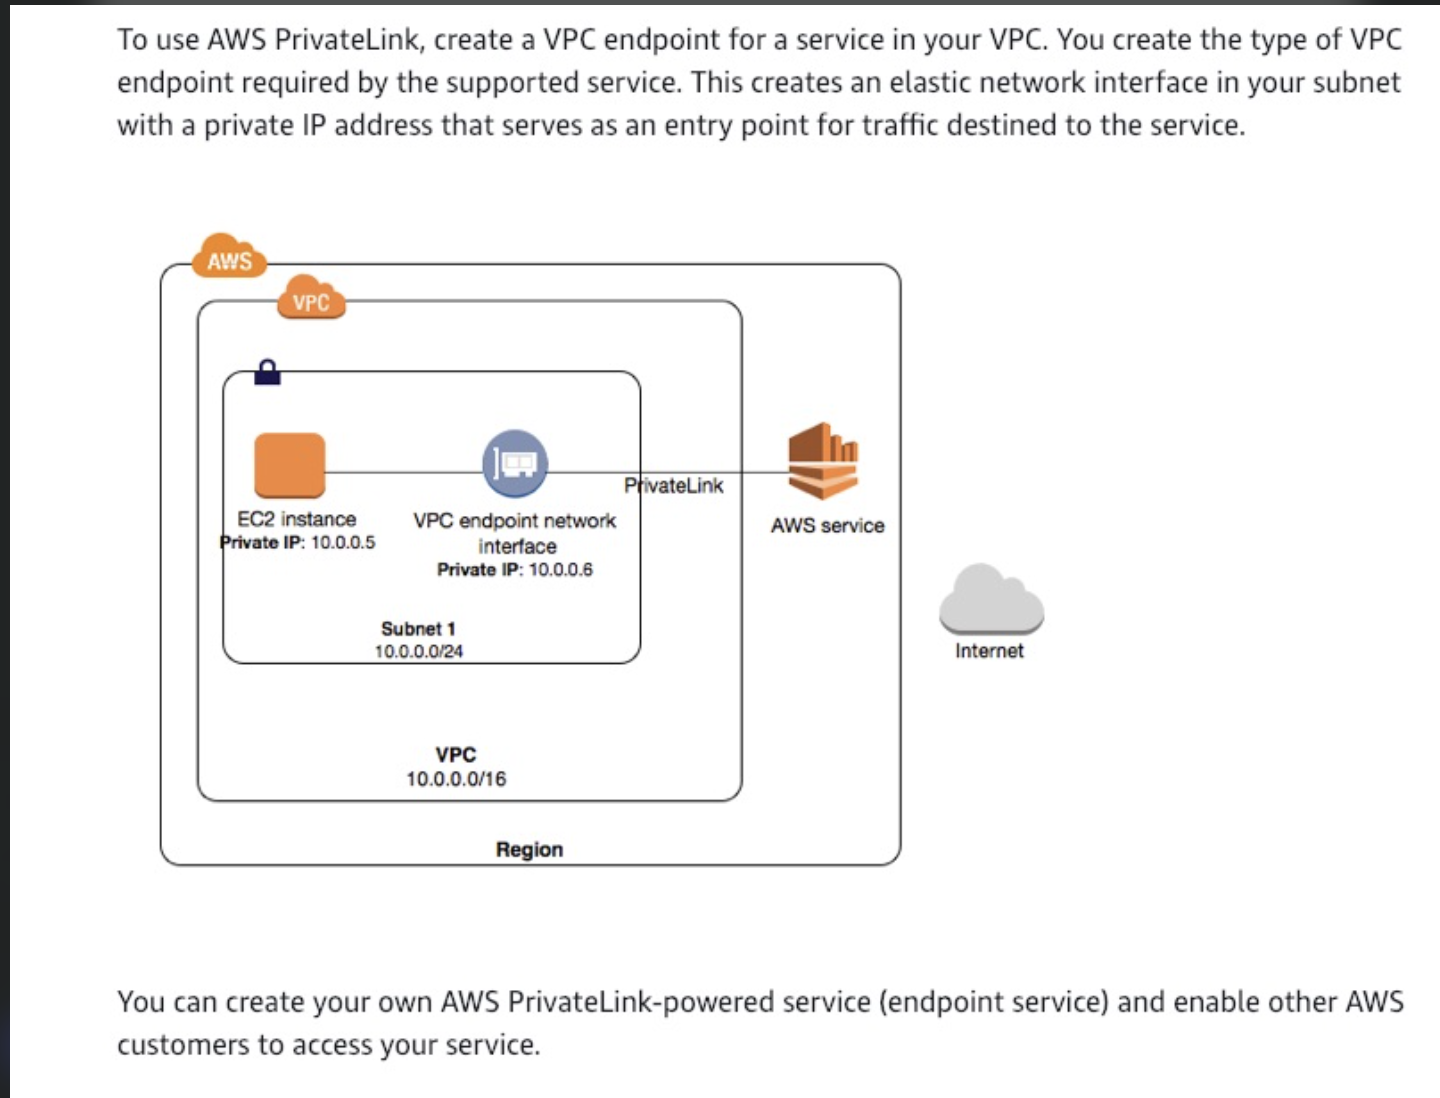 To use AWS PrivateLink, create a VPC endpoint for a service in your VPC. You create the type of VPC
endpoint required by the supported service. This creates an elastic network interface in your subnet
with a private IP address that serves as an entry point for traffic destined to the service.
AWS
VPC
PrivateLink
EC2 instance
Private IP: 10.0.0.5
VPC endpoint network
interface
Private IP: 10.0.0.6
AWS service
Subnet 1
10.0.0.0/24
Internet
VPC
10.0.0.0/16
Region
You can create your own AWS PrivateLink-powered service (endpoint service) and enable other AWS
customers to access your service.